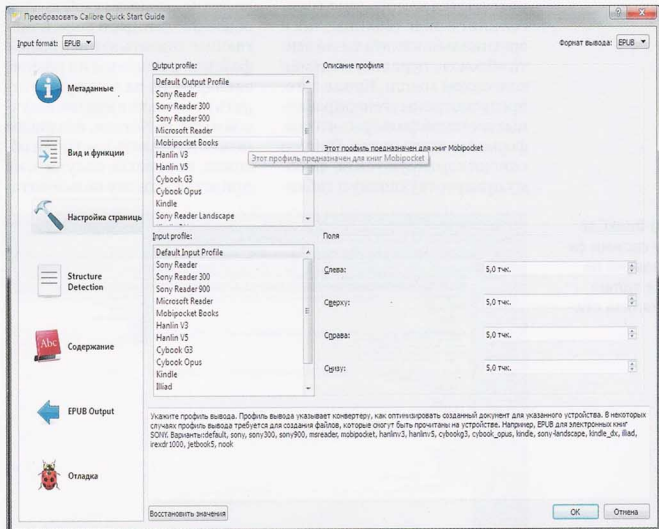 Преобразовать Calibre Quick Start Guide
Input format: EPUB
Формат вывода: EPUB
Метаданные
Вид и функции
Настройка страницы
Structure Detection
Содержание
EPUB Output
Отладка
Output profile:
Default Output Profile
Sony Reader
Sony Reader 300
Sony Reader 900
Microsoft Reader
Mobipocket Books
Hanlin V3
Hanlin V5
Cybook G3
Cybook Opus
Kindle
Sony Reader Landscape
Описание профиля
Этот профиль предназначен для книг Mobipocket
Этот профиль предназначен для книг Mobipocket
Input profile:
Default Input Profile
Sony Reader
Sony Reader 300
Sony Reader 900
Microsoft Reader
Mobipocket Books
Hanlin V3
Hanlin V5
Cybook G3
Cybook Opus
Kindle
Illiad
Поля
Слева: 5,0 тчк.
Сверху: 5,0 тчк.
Справа: 5,0 тчк.
Снизу: 5,0 тчк.
Укажите профиль вывода. Профиль вывода указывает конвертеру, как оптимизировать созданный документ для указанного устройства. В некоторых
случаях профиль вывода требуется для создания файлов, которые смогут быть прочитаны на устройстве. Например, EPUB для электронных книг
SONY. Варианты:default, sony, sony300, sony900, msreader, mobipocket, hanlinv3, hanlinv5, cybookg3, cybook_opus, kindle, sony-landscape, kindle_dx, illiad,
irexdr1000, jetbook5, nook
Восстановить значения
OK
Отмена